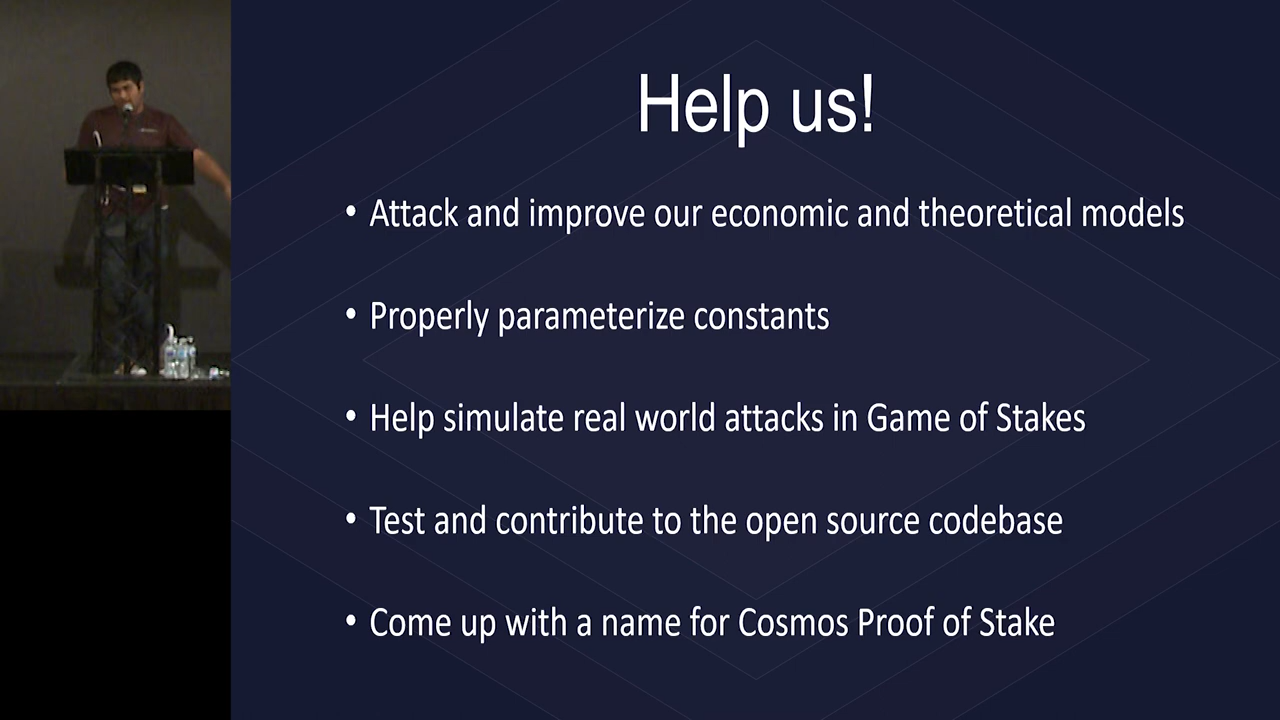 Help us!
• Attack and improve our economic and theoretical models
• Properly parameterize constants
• Help simulate real world attacks in Game of Stakes
• Test and contribute to the open source codebase
• Come up with a name for Cosmos Proof of Stake